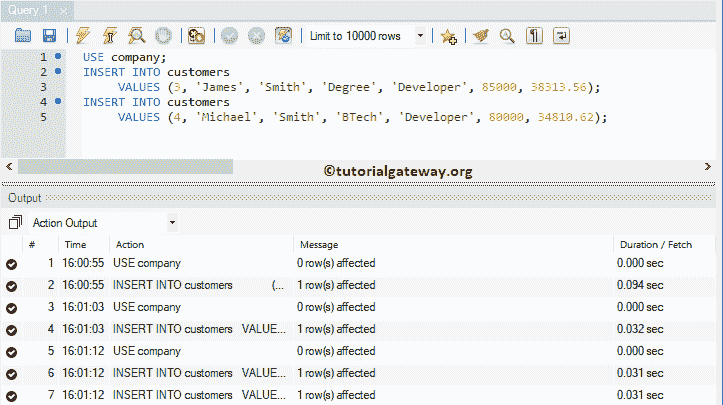 Query 1
Limit to 10000 rows
1 USE company;
2 INSERT INTO customers
3 VALUES (3, 'James', 'Smith', 'Degree', 'Developer', 85000, 38313.56);
4 INSERT INTO customers
5 VALUES (4, 'Michael', 'Smith', 'BTech', 'Developer', 80000, 34810.62);
©tutorialgateway.org
Output
Action Output
# Time Action Message Duration / Fetch
1 16:00:55 USE company 0 row(s) affected 0.000 sec
2 16:00:55 INSERT INTO customers (... 1 row(s) affected 0.094 sec
3 16:01:03 USE company 0 row(s) affected 0.000 sec
4 16:01:03 INSERT INTO customers VALUE... 1 row(s) affected 0.032 sec
5 16:01:12 USE company 0 row(s) affected 0.000 sec
6 16:01:12 INSERT INTO customers VALUE... 1 row(s) affected 0.031 sec
7 16:01:12 INSERT INTO customers VALUE... 1 row(s) affected 0.031 sec